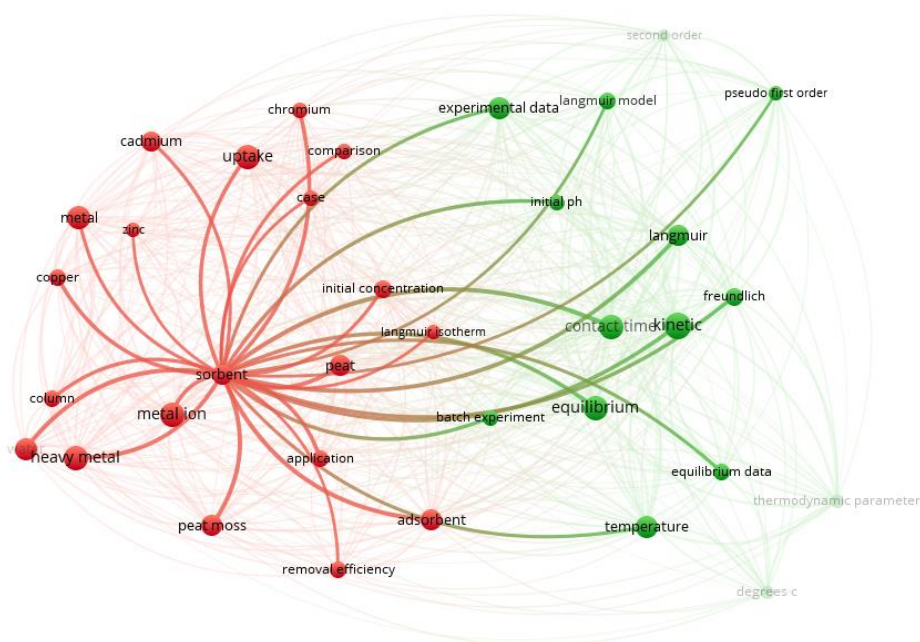 second order
pseudo first order
chromium
experimental data
langmuir model
cadmium
uptake
comparison
case
initial ph
metal
zinc
langmuir
copper
initial concentration
freundlich
contact time
kinetic
langmuir isotherm
peat
sorbent
column
metal ion
batch experiment
equilibrium
water
heavy metal
application
equilibrium data
thermodynamic parameter
peat moss
adsorbent
temperature
removal efficiency
degrees c